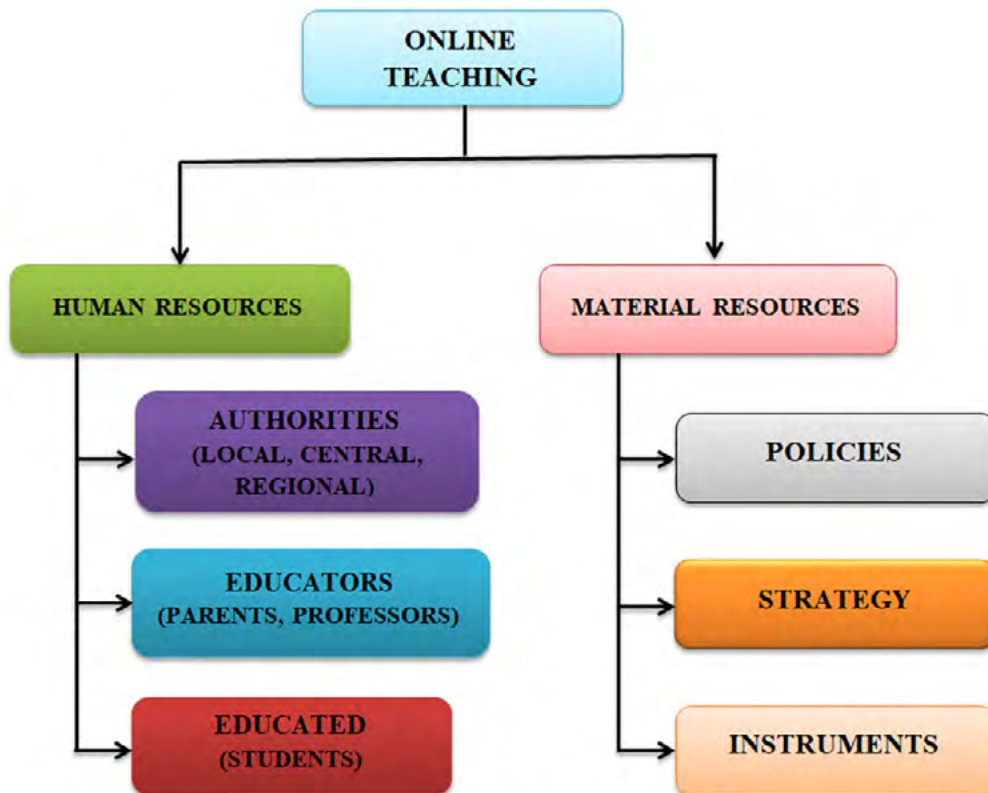 ONLINE
TEACHING
HUMAN RESOURCES
MATERIAL RESOURCES
AUTHORITIES
(LOCAL, CENTRAL,
REGIONAL)
POLICIES
EDUCATORS
(PARENTS, PROFESSORS)
STRATEGY
EDUCATED
(STUDENTS)
INSTRUMENTS